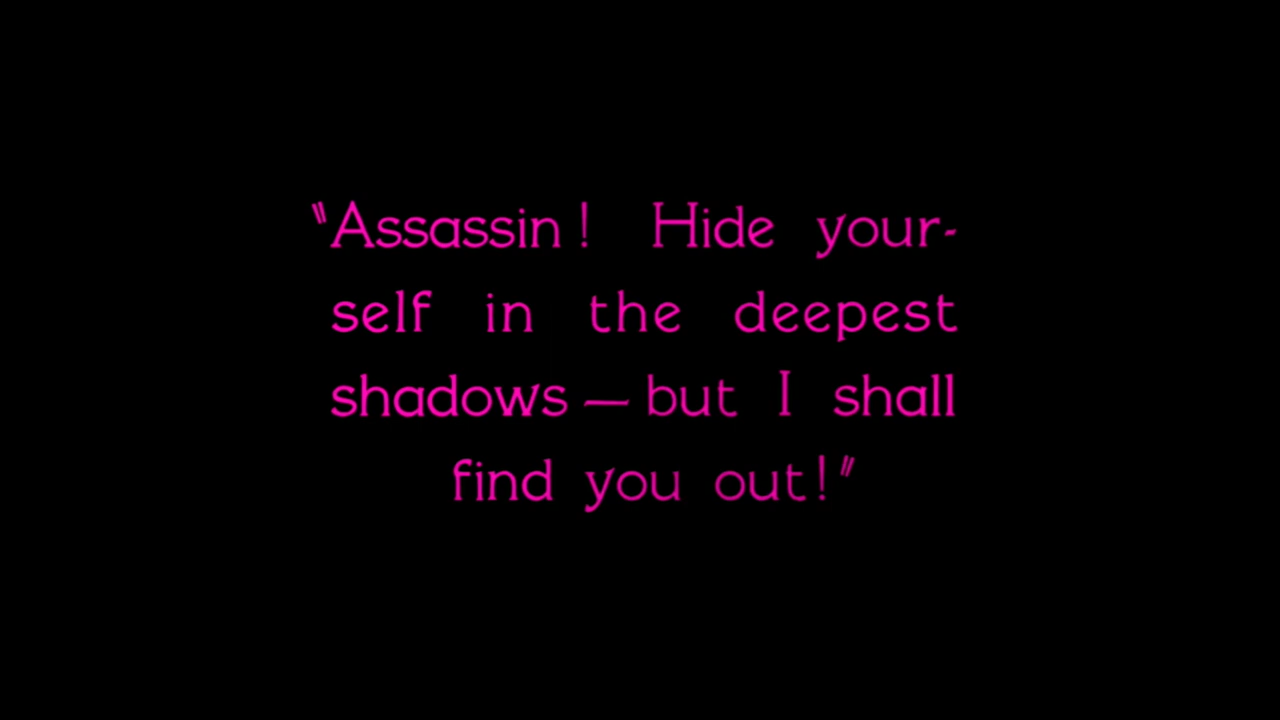 "Assassin! Hide your-
self in the deepest
shadows — but I shall
find you out!"